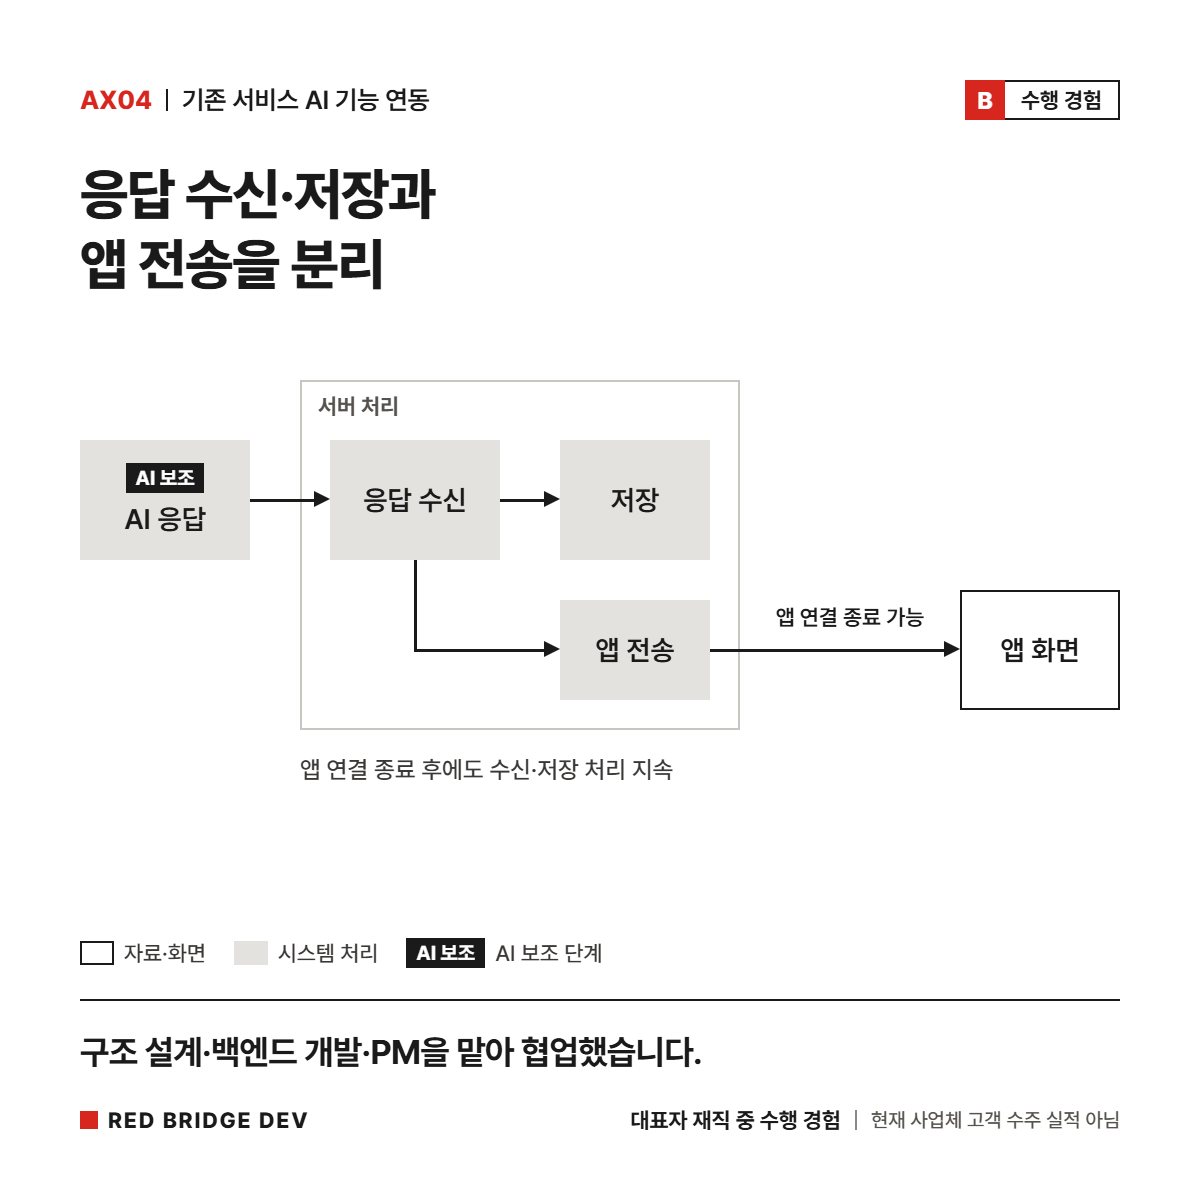 AX04 | 기존 서비스 AI 기능 연동
B 수행 경험
응답 수신·저장과
앱 전송을 분리
서버 처리
AI 보조
AI 응답
응답 수신
저장
앱 전송
앱 연결 종료 가능
앱 화면
앱 연결 종료 후에도 수신·저장 처리 지속
자료·화면
시스템 처리
AI 보조
AI 보조 단계
구조 설계·백엔드 개발·PM을 맡아 협업했습니다.
RED BRIDGE DEV
대표자 재직 중 수행 경험 | 현재 사업체 고객 수주 실적 아님